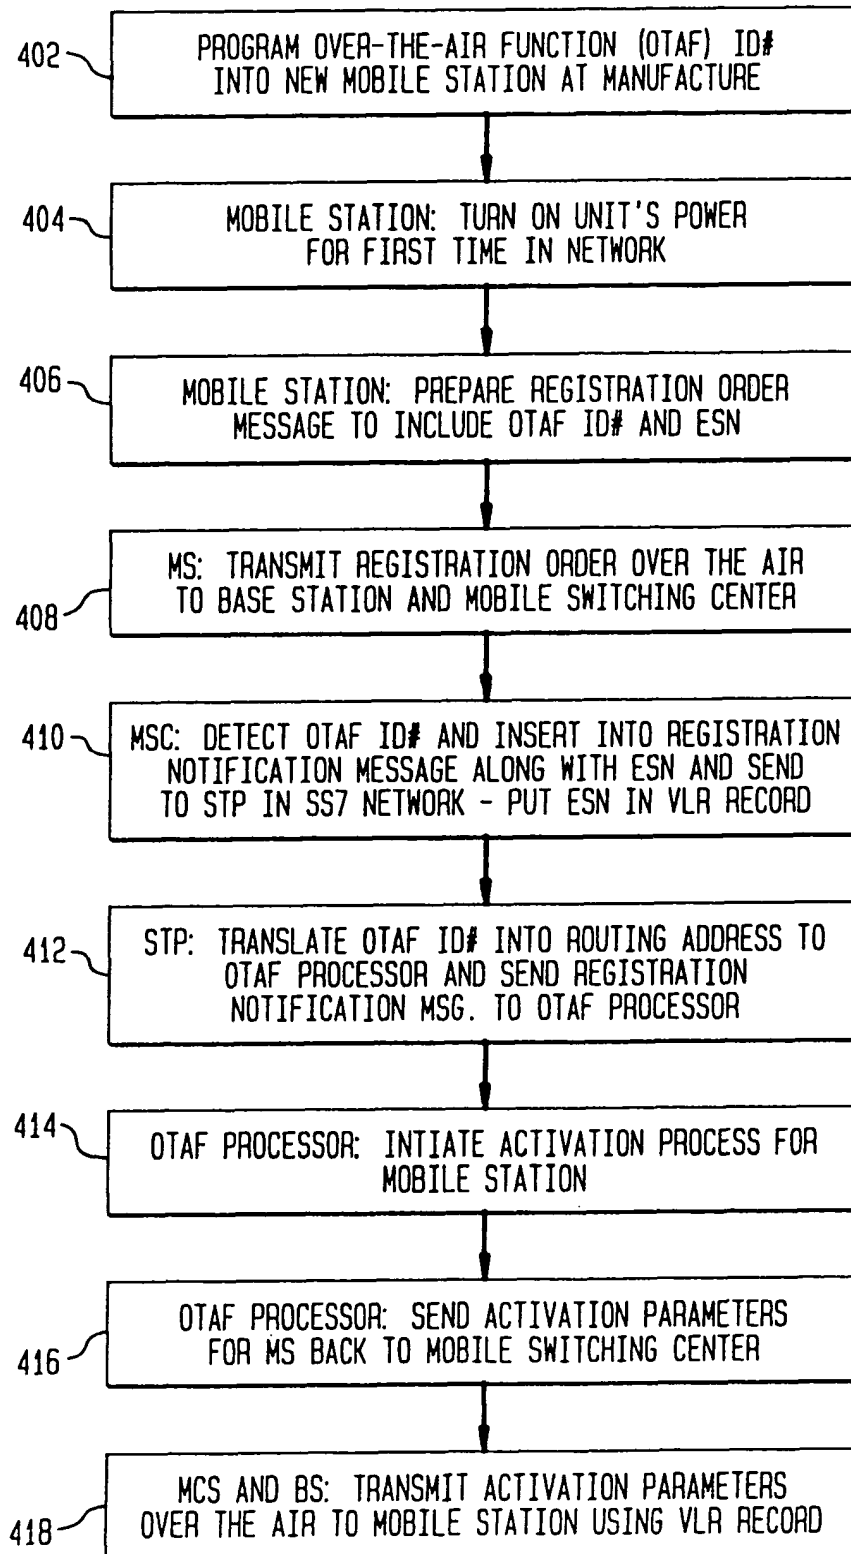 402
PROGRAM OVER-THE-AIR FUNCTION (OTAF) ID#
INTO NEW MOBILE STATION AT MANUFACTURE
404
MOBILE STATION: TURN ON UNIT'S POWER
FOR FIRST TIME IN NETWORK
406
MOBILE STATION: PREPARE REGISTRATION ORDER
MESSAGE TO INCLUDE OTAF ID# AND ESN
408
MS: TRANSMIT REGISTRATION ORDER OVER THE AIR
TO BASE STATION AND MOBILE SWITCHING CENTER
410
MSC: DETECT OTAF ID# AND INSERT INTO REGISTRATION
NOTIFICATION MESSAGE ALONG WITH ESN AND SEND
TO STP IN SS7 NETWORK - PUT ESN IN VLR RECORD
412
STP: TRANSLATE OTAF ID# INTO ROUTING ADDRESS TO
OTAF PROCESSOR AND SEND REGISTRATION
NOTIFICATION MSG. TO OTAF PROCESSOR
414
OTAF PROCESSOR: INTIATE ACTIVATION PROCESS FOR
MOBILE STATION
416
OTAF PROCESSOR: SEND ACTIVATION PARAMETERS
FOR MS BACK TO MOBILE SWITCHING CENTER
418
MCS AND BS: TRANSMIT ACTIVATION PARAMETERS
OVER THE AIR TO MOBILE STATION USING VLR RECORD